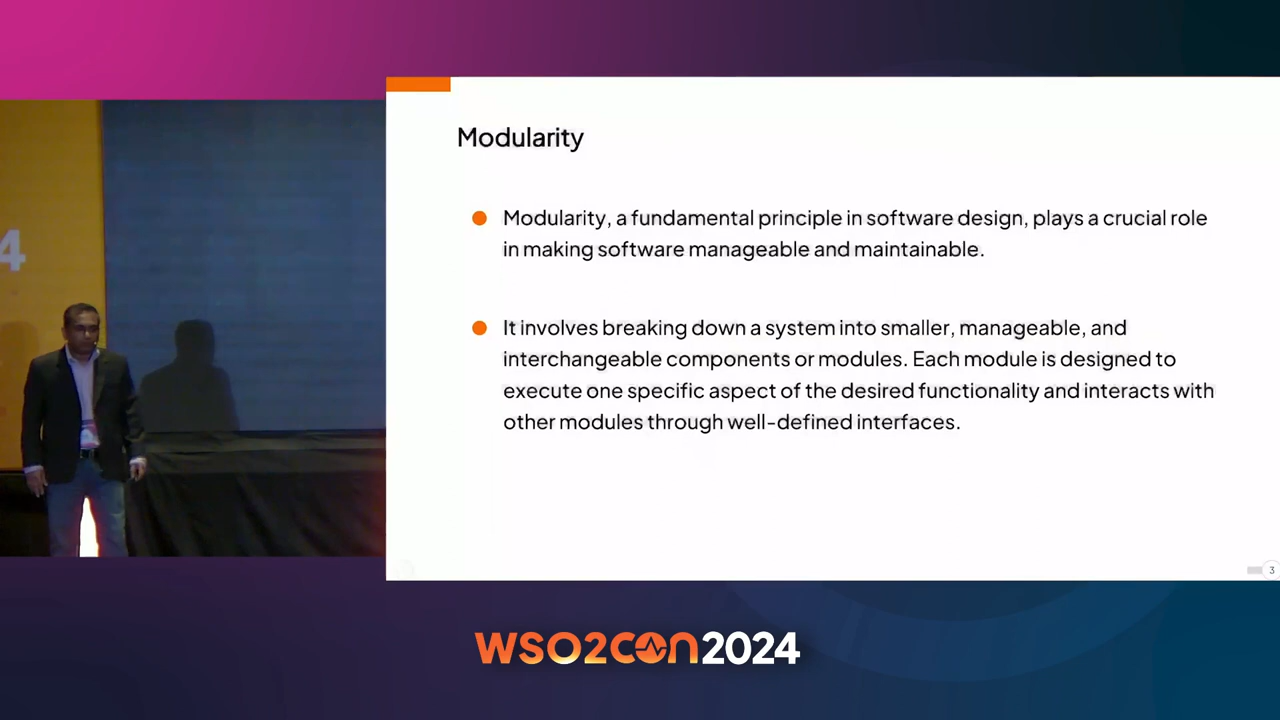 Modularity
Modularity, a fundamental principle in software design, plays a crucial role
in making software manageable and maintainable.
It involves breaking down a system into smaller, manageable, and
interchangeable components or modules. Each module is designed to
execute one specific aspect of the desired functionality and interacts with
other modules through well-defined interfaces.
4
3
WSO2CON2024